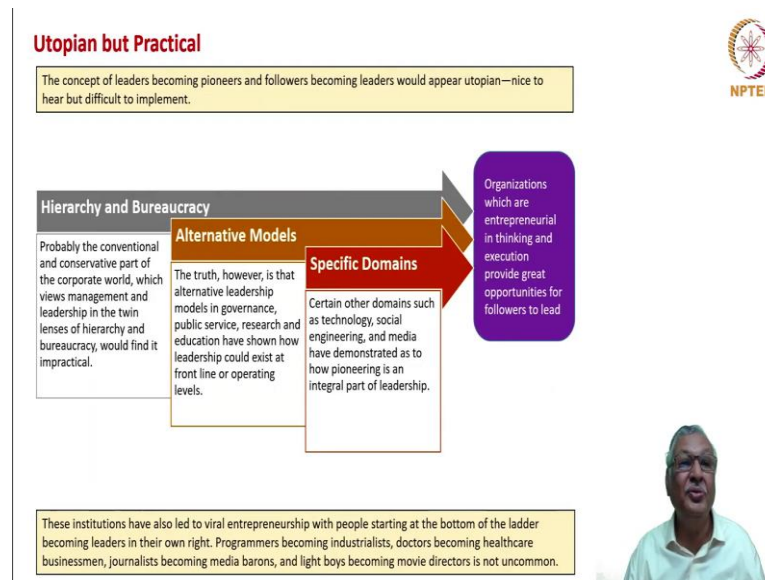 Utopian but Practical
The concept of leaders becoming pioneers and followers becoming leaders would appear utopian—nice to
hear but difficult to implement.
NPTEL
Hierarchy and Bureaucracy
Probably the conventional
and conservative part of
the corporate world, which
views management and
leadership in the twin
lenses of hierarchy and
bureaucracy, would find it
impractical.
Alternative Models
The truth, however, is that
alternative leadership
models in governance,
public service, research and
education have shown how
leadership could exist at
front line or operating
levels.
Specific Domains
Certain other domains such
as technology, social
engineering, and media
have demonstrated as to
how pioneering is an
integral part of leadership.
Organizations
which are
entrepreneurial
in thinking and
execution
provide great
opportunities for
followers to lead
These institutions have also led to viral entrepreneurship with people starting at the bottom of the ladder
becoming leaders in their own right. Programmers becoming industrialists, doctors becoming healthcare
businessmen, journalists becoming media barons, and light boys becoming movie directors is not uncommon.